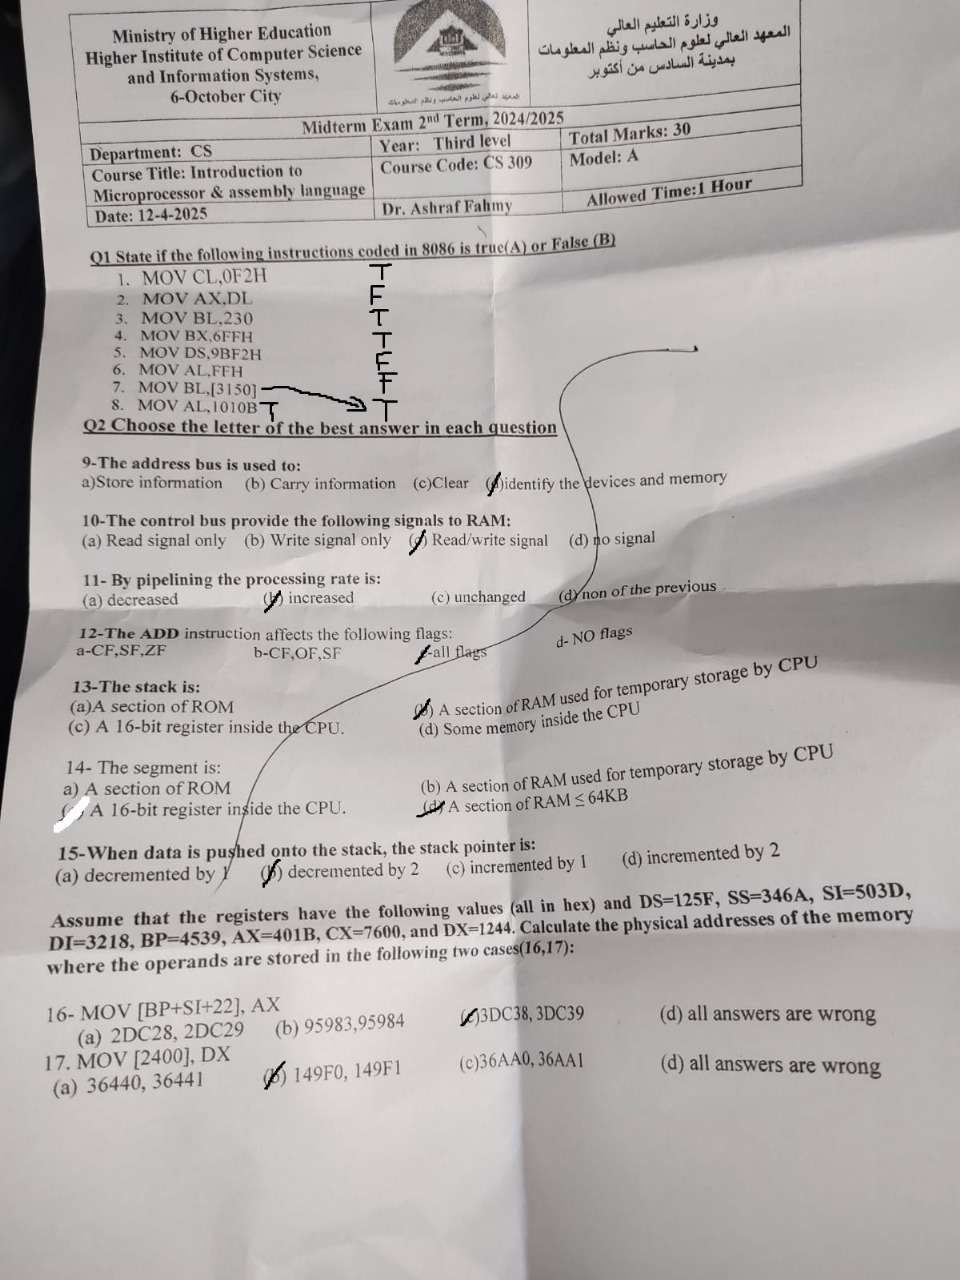 Ministry of Higher Education
Higher Institute of Computer Science
and Information Systems,
6-October City
وزارة التعليم العالي
المعهد العالي لعلوم الحاسب ونظم المعلومات
بمدينة السادس من أكتوبر
Midterm Exam 2nd Term, 2024/2025
Department: CS
Year: Third level
Total Marks: 30
Course Title: Introduction to
Microprocessor & assembly language
Course Code: CS 309
Model: A
Date: 12-4-2025
Dr. Ashraf Fahmy
Allowed Time:1 Hour
Q1 State if the following instructions coded in 8086 is true(A) or False (B)
1. MOV CL,0F2H T
2. MOV AX,DL F
3. MOV BL,230 T
4. MOV BX,6FFH T
5. MOV DS,9BF2H F
6. MOV AL,FFH F
7. MOV BL,[3150] T
8. MOV AL,1010B T
Q2 Choose the letter of the best answer in each question
9-The address bus is used to:
a)Store information (b) Carry information (c)Clear (d)identify the devices and memory
10-The control bus provide the following signals to RAM:
(a) Read signal only (b) Write signal only (c) Read/write signal (d) no signal
11- By pipelining the processing rate is:
(a) decreased (b) increased (c) unchanged (d) non of the previous
12-The ADD instruction affects the following flags:
a-CF,SF,ZF b-CF,OF,SF -all flags d- NO flags
13-The stack is:
(a)A section of ROM (b) A section of RAM used for temporary storage by CPU
(c) A 16-bit register inside the CPU. (d) Some memory inside the CPU
14- The segment is:
a) A section of ROM (b) A section of RAM used for temporary storage by CPU
A 16-bit register inside the CPU. (d) A section of RAM ≤ 64KB
15-When data is pushed onto the stack, the stack pointer is:
(a) decremented by 1 (b) decremented by 2 (c) incremented by 1 (d) incremented by 2
Assume that the registers have the following values (all in hex) and DS=125F, SS=346A, SI=503D,
DI=3218, BP=4539, AX=401B, CX=7600, and DX=1244. Calculate the physical addresses of the memory
where the operands are stored in the following two cases(16,17):
16- MOV [BP+SI+22], AX
(a) 2DC28, 2DC29 (b) 95983,95984 (c)3DC38, 3DC39 (d) all answers are wrong
17. MOV [2400], DX
(a) 36440, 36441 (b) 149F0, 149F1 (c)36AA0, 36AA1 (d) all answers are wrong